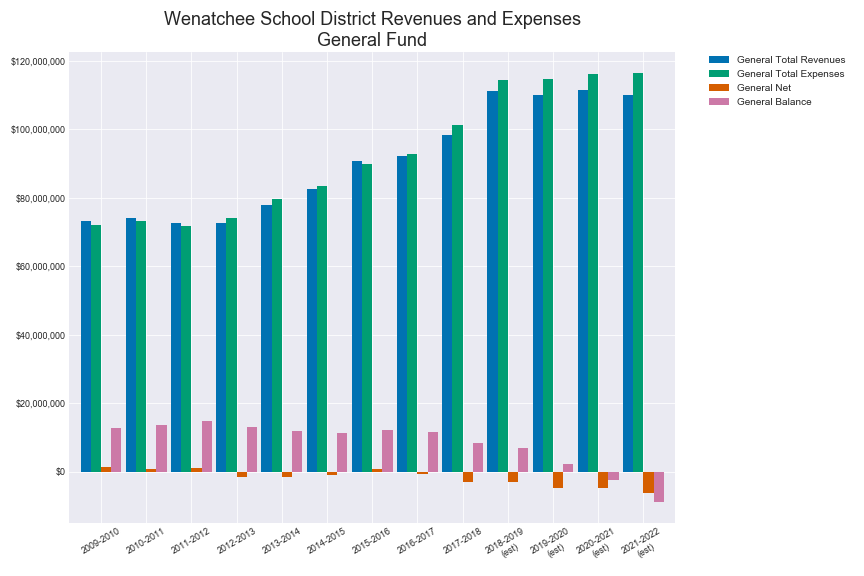 Wenatchee School District Revenues and Expenses
General Fund
$120,000,000
$100,000,000
$80,000,000
$60,000,000
$40,000,000
$20,000,000
$0
2009-2010
2010-2011
2011-2012
2012-2013
2013-2014
2014-2015
2015-2016
2016-2017
2017-2018
2018-2019
(est)
2019-2020
(est)
2020-2021
(est)
2021-2022
(est)
General Total Revenues
General Total Expenses
General Net
General Balance